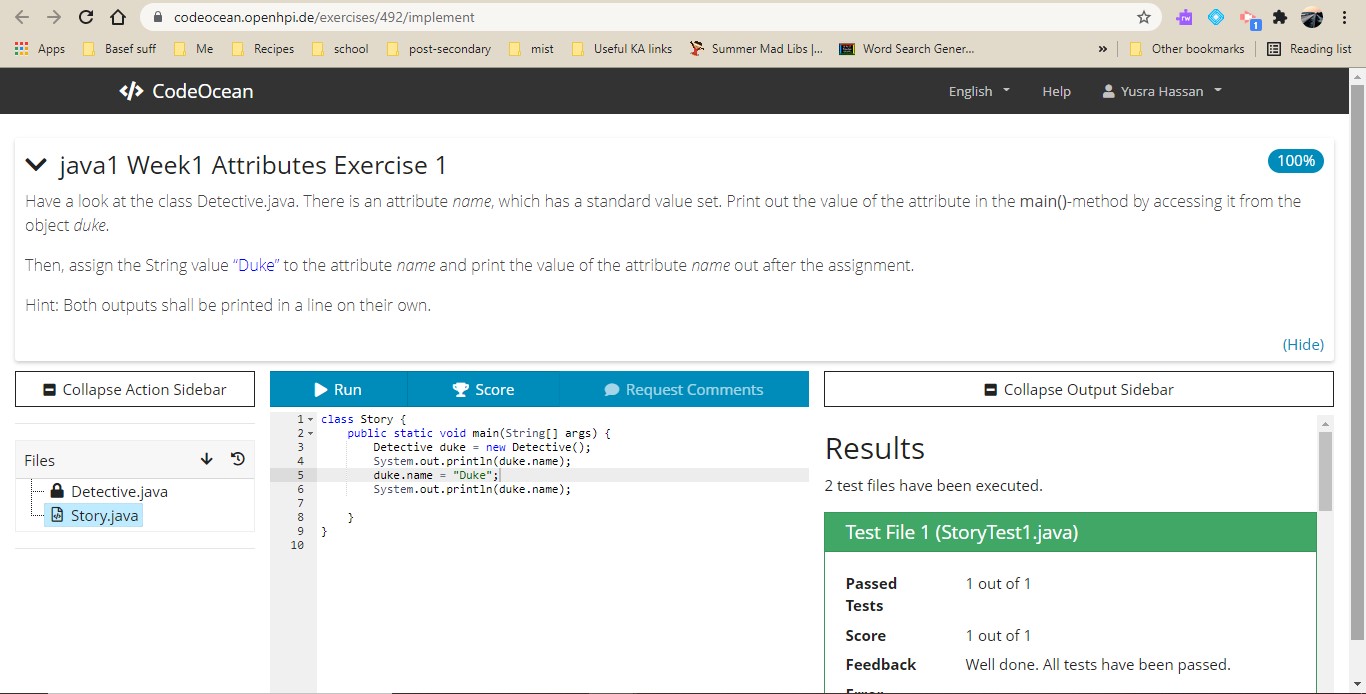 codeocean.openhpi.de/exercises/492/implement
rw
1
Apps Basef suff Me Recipes school post-secondary mist Useful KA links Summer Mad Libs |... Word Search Gener... » Other bookmarks Reading list
</> CodeOcean English Help Yusra Hassan
java1 Week1 Attributes Exercise 1 100%
Have a look at the class Detective.java. There is an attribute name, which has a standard value set. Print out the value of the attribute in the main()-method by accessing it from the
object duke.
Then, assign the String value “Duke” to the attribute name and print the value of the attribute name out after the assignment.
Hint: Both outputs shall be printed in a line on their own.
(Hide)
Collapse Action Sidebar Run Score Request Comments Collapse Output Sidebar
Files
Detective.java
Story.java
1 class Story {
2 public static void main(String[] args) {
3 Detective duke = new Detective();
4 System.out.println(duke.name);
5 duke.name = "Duke";
6 System.out.println(duke.name);
7
8 }
9 }
10
Results
2 test files have been executed.
Test File 1 (StoryTest1.java)
Passed 1 out of 1
Tests
Score 1 out of 1
Feedback Well done. All tests have been passed.